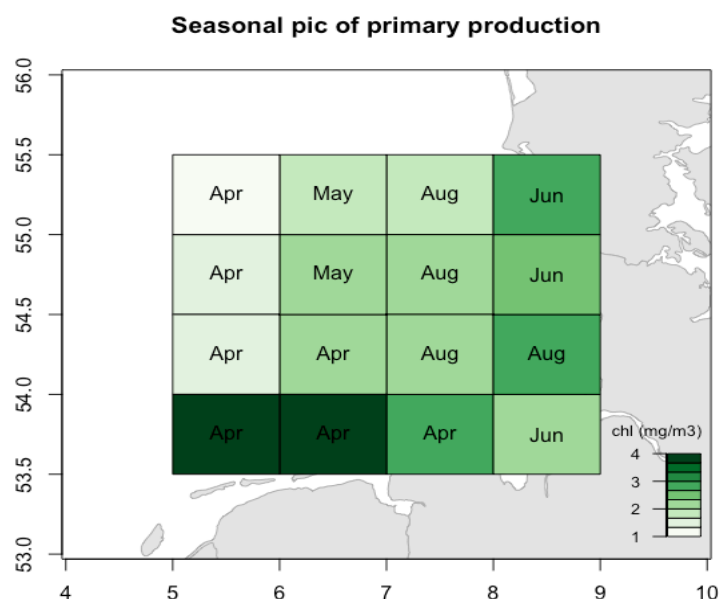 Seasonal pic of primary production
56.0
55.5
Apr May Aug Jun
55.0
Apr May Aug Jun
54.5
Apr Apr Aug Aug
54.0
Apr Apr Apr Jun
chl (mg/m3)
4
3
2
1
53.5
53.0
4 5 6 7 8 9 10